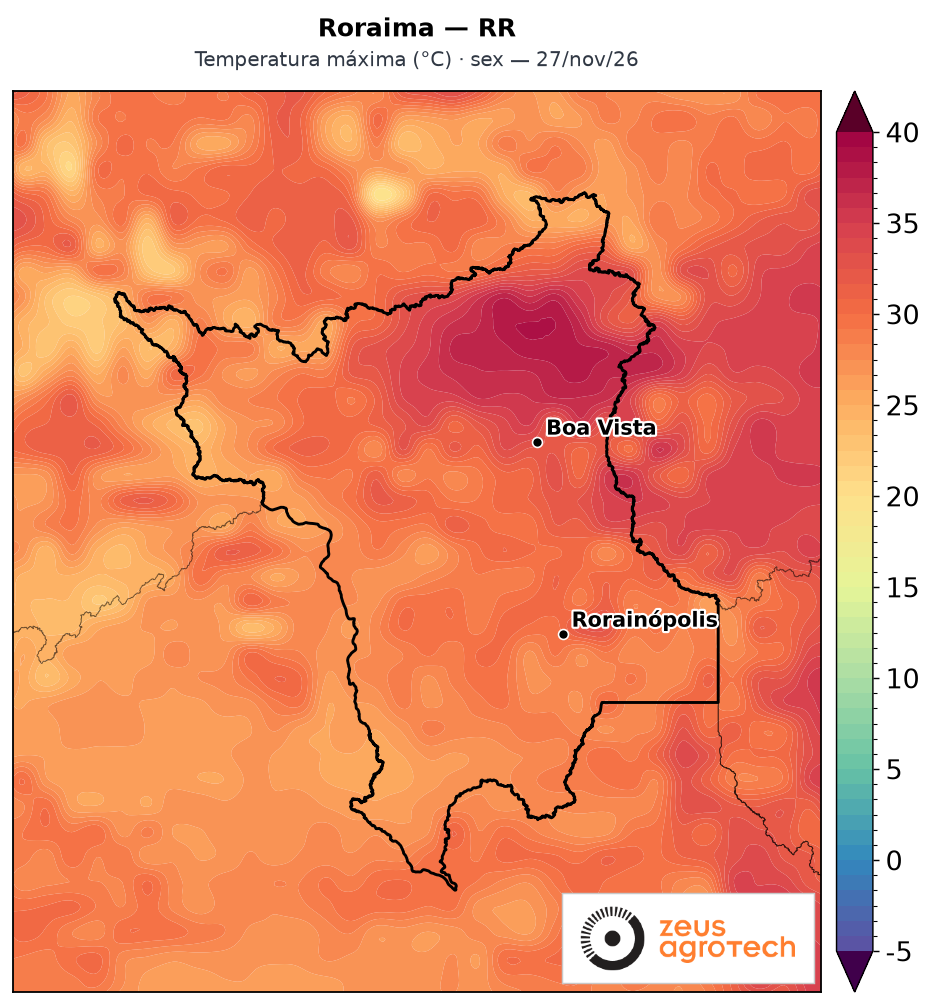 Roraima — RR
Temperatura máxima (°C) · sex — 27/nov/26
40
35
30
25
20
15
10
5
0
-5
Boa Vista
Rorainópolis
zeus
agrotech